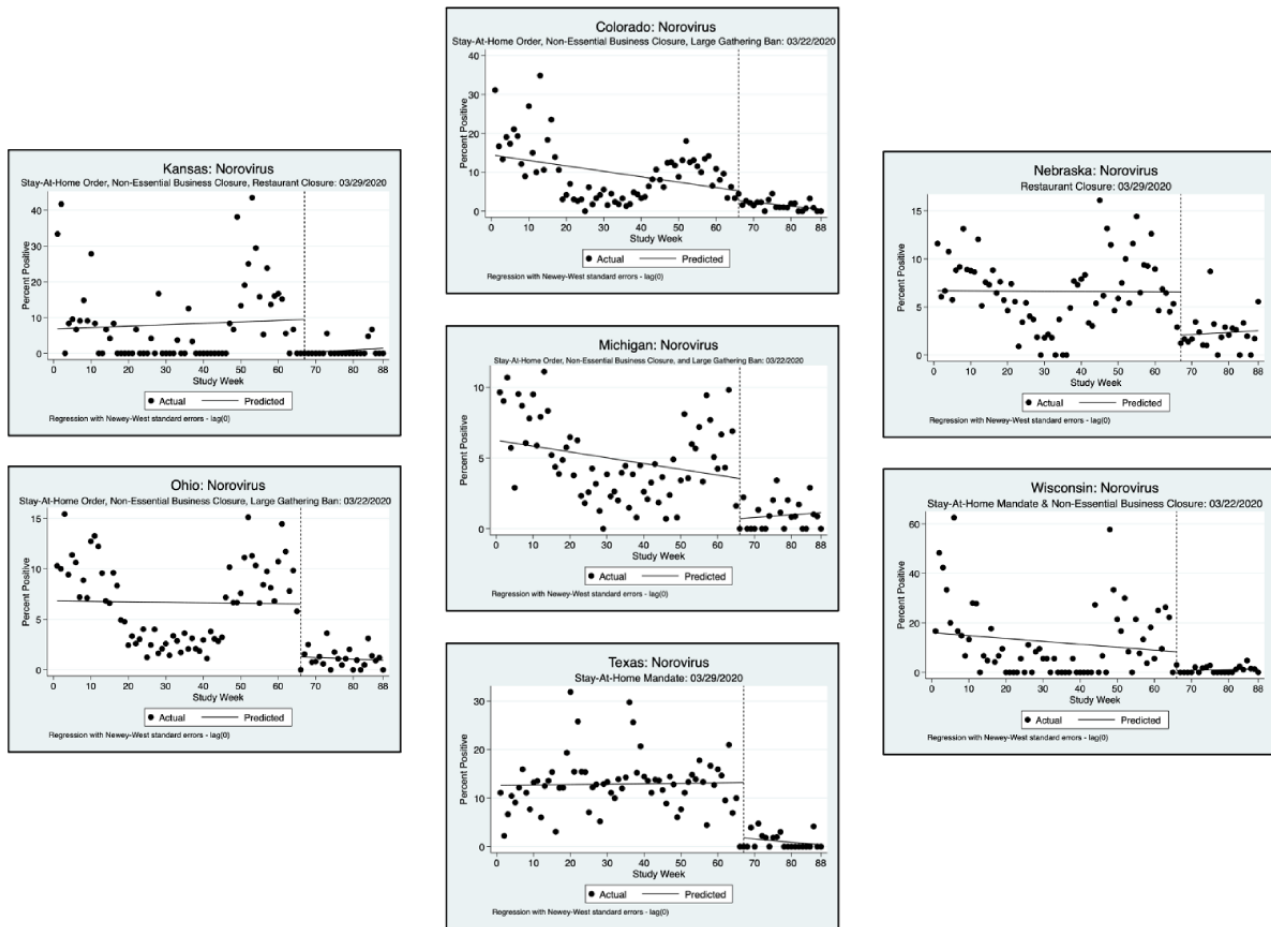 Colorado: Norovirus
Stay-At-Home Order, Non-Essential Business Closure, Large Gathering Ban: 03/22/2020
Percent Positive
40
30
20
10
0
0 10 20 30 40 50 60 70 80 88
Study Week
Actual Predicted
Regression with Newey-West standard errors - lag(0)
Kansas: Norovirus
Stay-At-Home Order, Non-Essential Business Closure, Restaurant Closure: 03/29/2020
Percent Positive
40
30
20
10
0
0 10 20 30 40 50 60 70 80 88
Study Week
Actual Predicted
Regression with Newey-West standard errors - lag(0)
Nebraska: Norovirus
Restaurant Closure: 03/29/2020
Percent Positive
15
10
5
0
0 10 20 30 40 50 60 70 80 88
Study Week
Actual Predicted
Regression with Newey-West standard errors - lag(0)
Michigan: Norovirus
Stay-At-Home Order, Non-Essential Business Closure, and Large Gathering Ban: 03/22/2020
Percent Positive
10
5
0
0 10 20 30 40 50 60 70 80 88
Study Week
Actual Predicted
Regression with Newey-West standard errors - lag(0)
Ohio: Norovirus
Stay-At-Home Order, Non-Essential Business Closure, Large Gathering Ban: 03/22/2020
Percent Positive
15
10
5
0
0 10 20 30 40 50 60 70 80 88
Study Week
Actual Predicted
Regression with Newey-West standard errors - lag(0)
Wisconsin: Norovirus
Stay-At-Home Mandate & Non-Essential Business Closure: 03/22/2020
Percent Positive
60
40
20
0
0 10 20 30 40 50 60 70 80 88
Study Week
Actual Predicted
Regression with Newey-West standard errors - lag(0)
Texas: Norovirus
Stay-At-Home Mandate: 03/29/2020
Percent Positive
30
20
10
0
0 10 20 30 40 50 60 70 80 88
Study Week
Actual Predicted
Regression with Newey-West standard errors - lag(0)